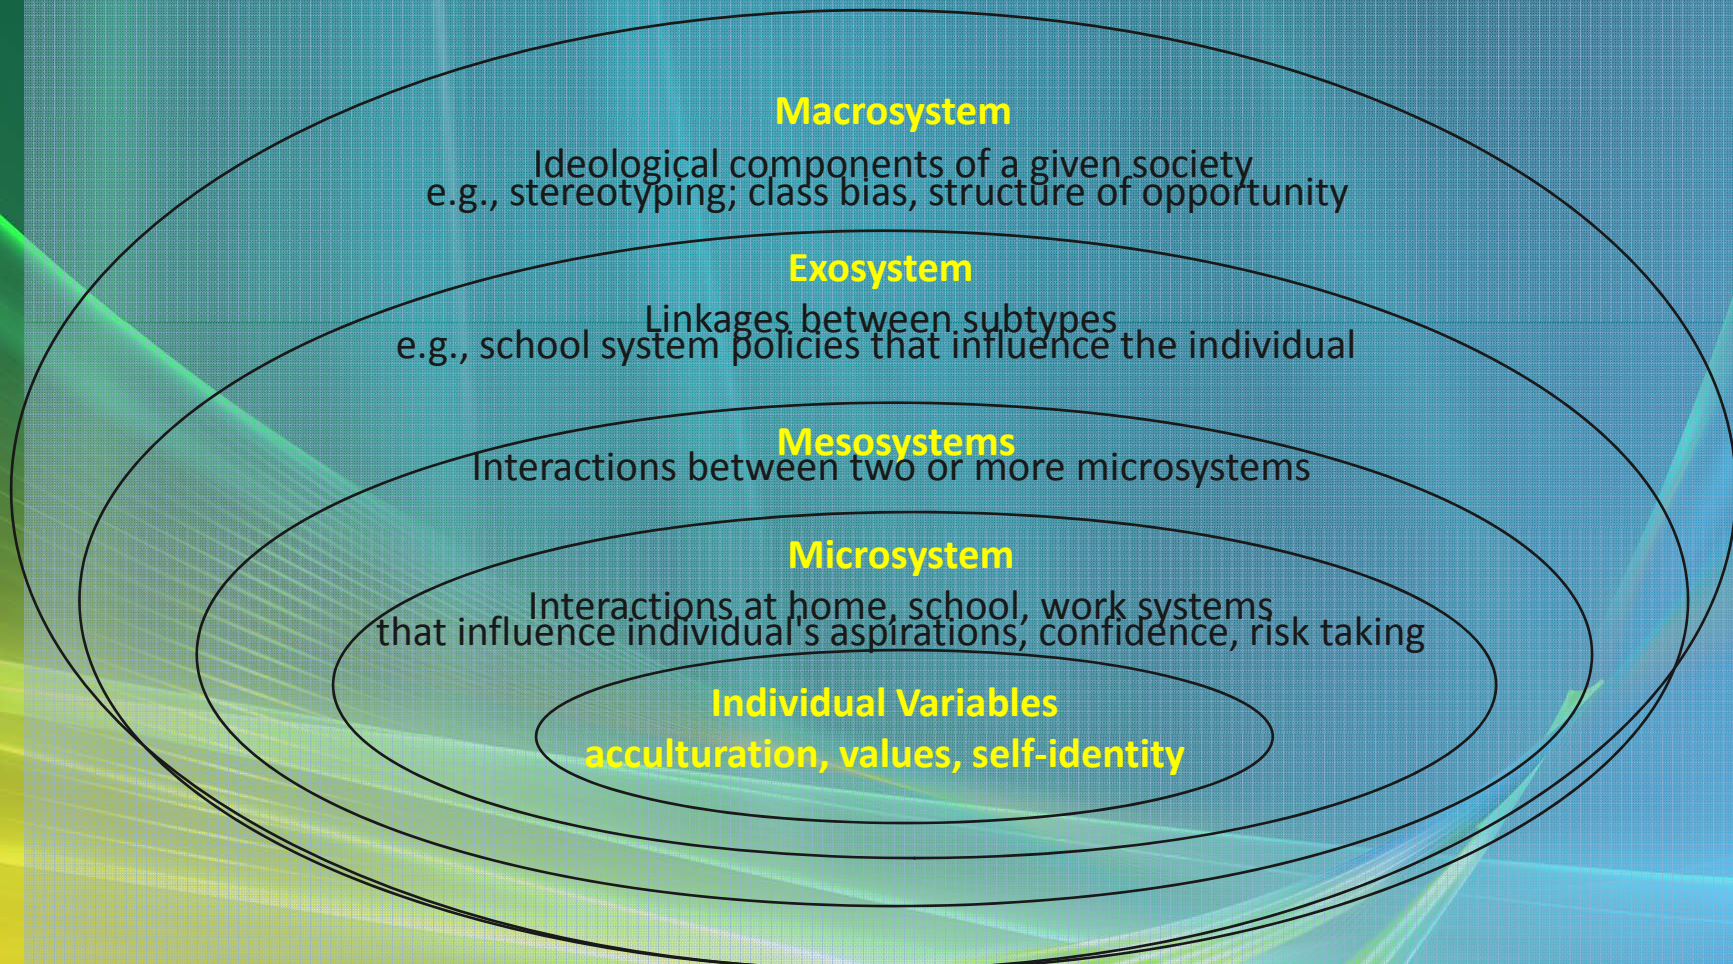 Macrosystem
Ideological components of a given society
e.g., stereotyping; class bias, structure of opportunity
Exosystem
Linkages between subtypes
e.g., school system policies that influence the individual
Mesosystems
Interactions between two or more microsystems
Microsystem
Interactions at home, school, work systems
that influence individual's aspirations, confidence, risk taking
Individual Variables
acculturation, values, self-identity